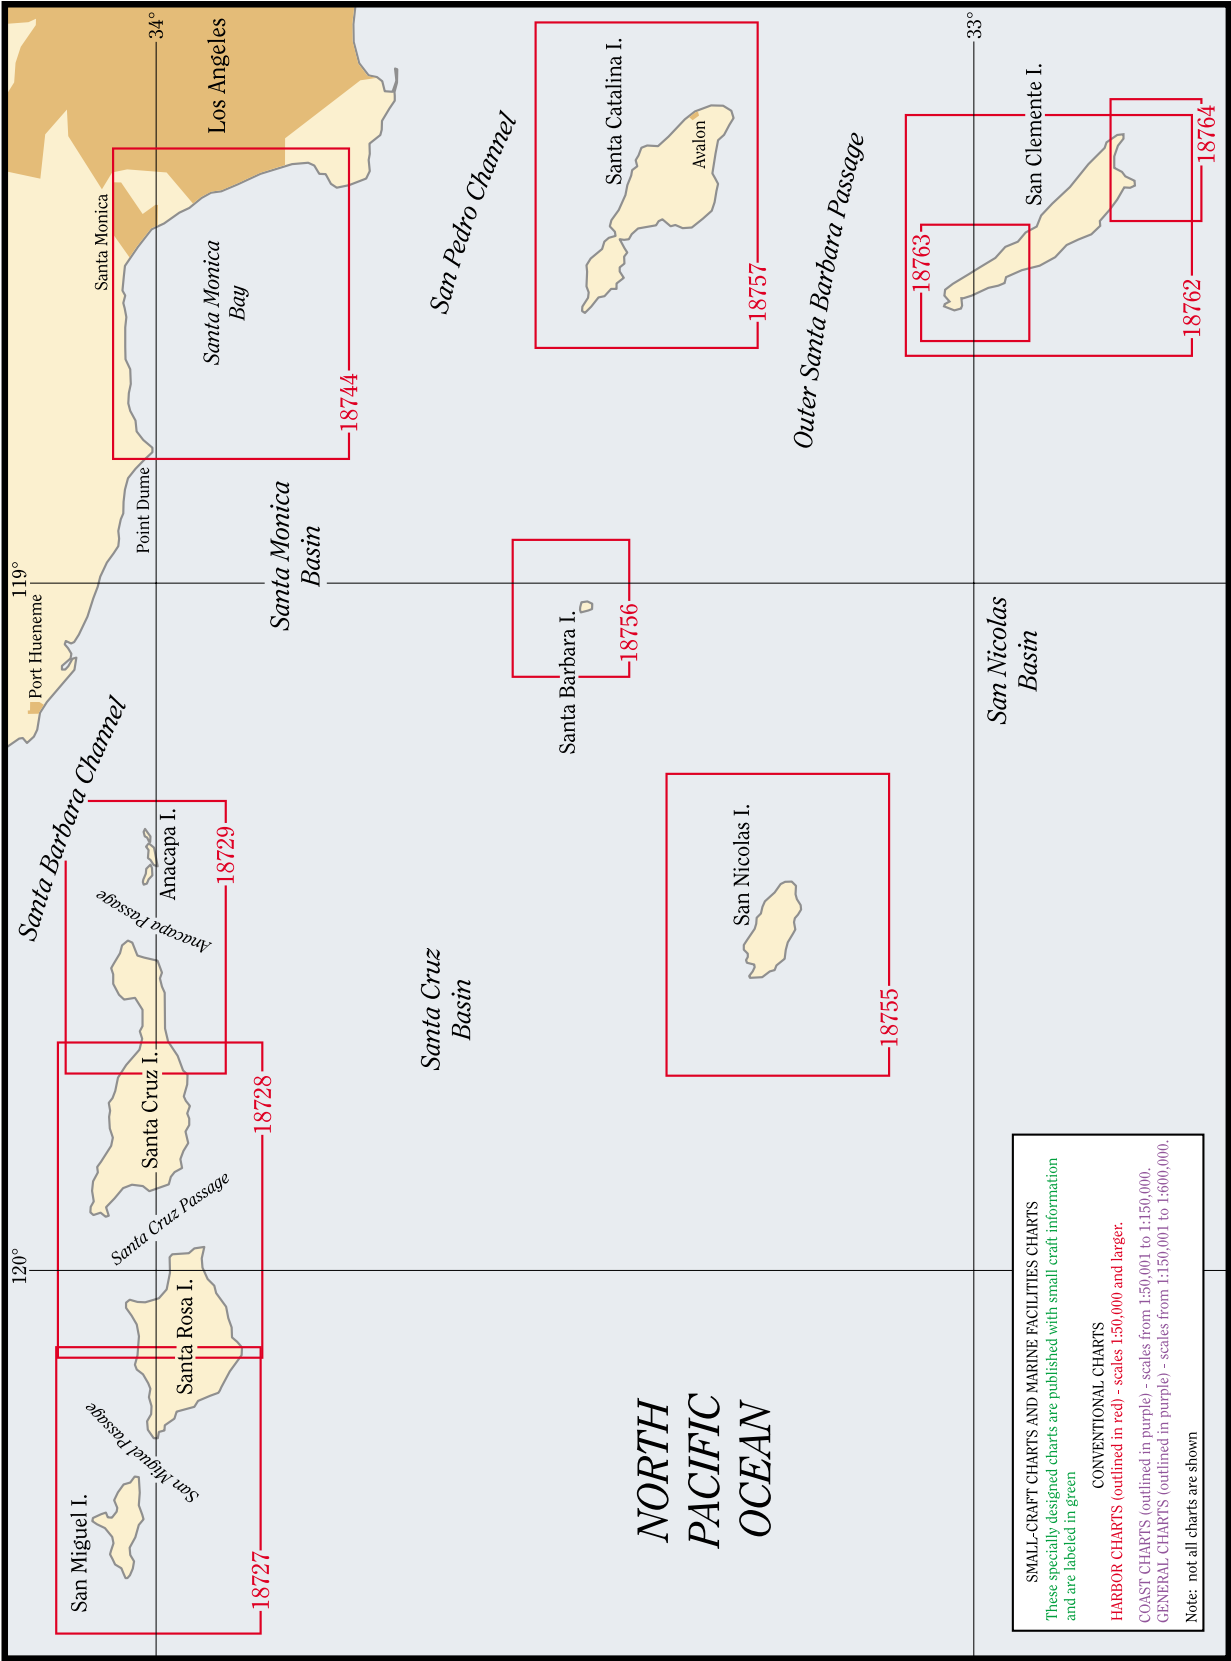 120°
119°
34°
33°
Santa Barbara Channel
Port Hueneme
Point Dume
Santa Monica
Los Angeles
San Miguel I.
San Miguel Passage
Santa Rosa I.
Santa Cruz Passage
Santa Cruz I.
Anacapa Passage
Anacapa I.
18727
18728
18729
Santa Monica
Bay
18744
Santa Monica
Basin
San Pedro Channel
Santa Cruz
Basin
Santa Barbara I.
18756
Santa Catalina I.
Avalon
18757
NORTH
PACIFIC
OCEAN
San Nicolas I.
18755
Outer Santa Barbara Passage
San Nicolas
Basin
18763
San Clemente I.
18762
18764
SMALL-CRAFT CHARTS AND MARINE FACILITIES CHARTS
These specially designed charts are published with small craft information
and are labeled in green
CONVENTIONAL CHARTS
HARBOR CHARTS (outlined in red) - scales 1:50,000 and larger.
COAST CHARTS (outlined in purple) - scales from 1:50,001 to 1:150,000.
GENERAL CHARTS (outlined in purple) - scales from 1:150,001 to 1:600,000.
Note: not all charts are shown